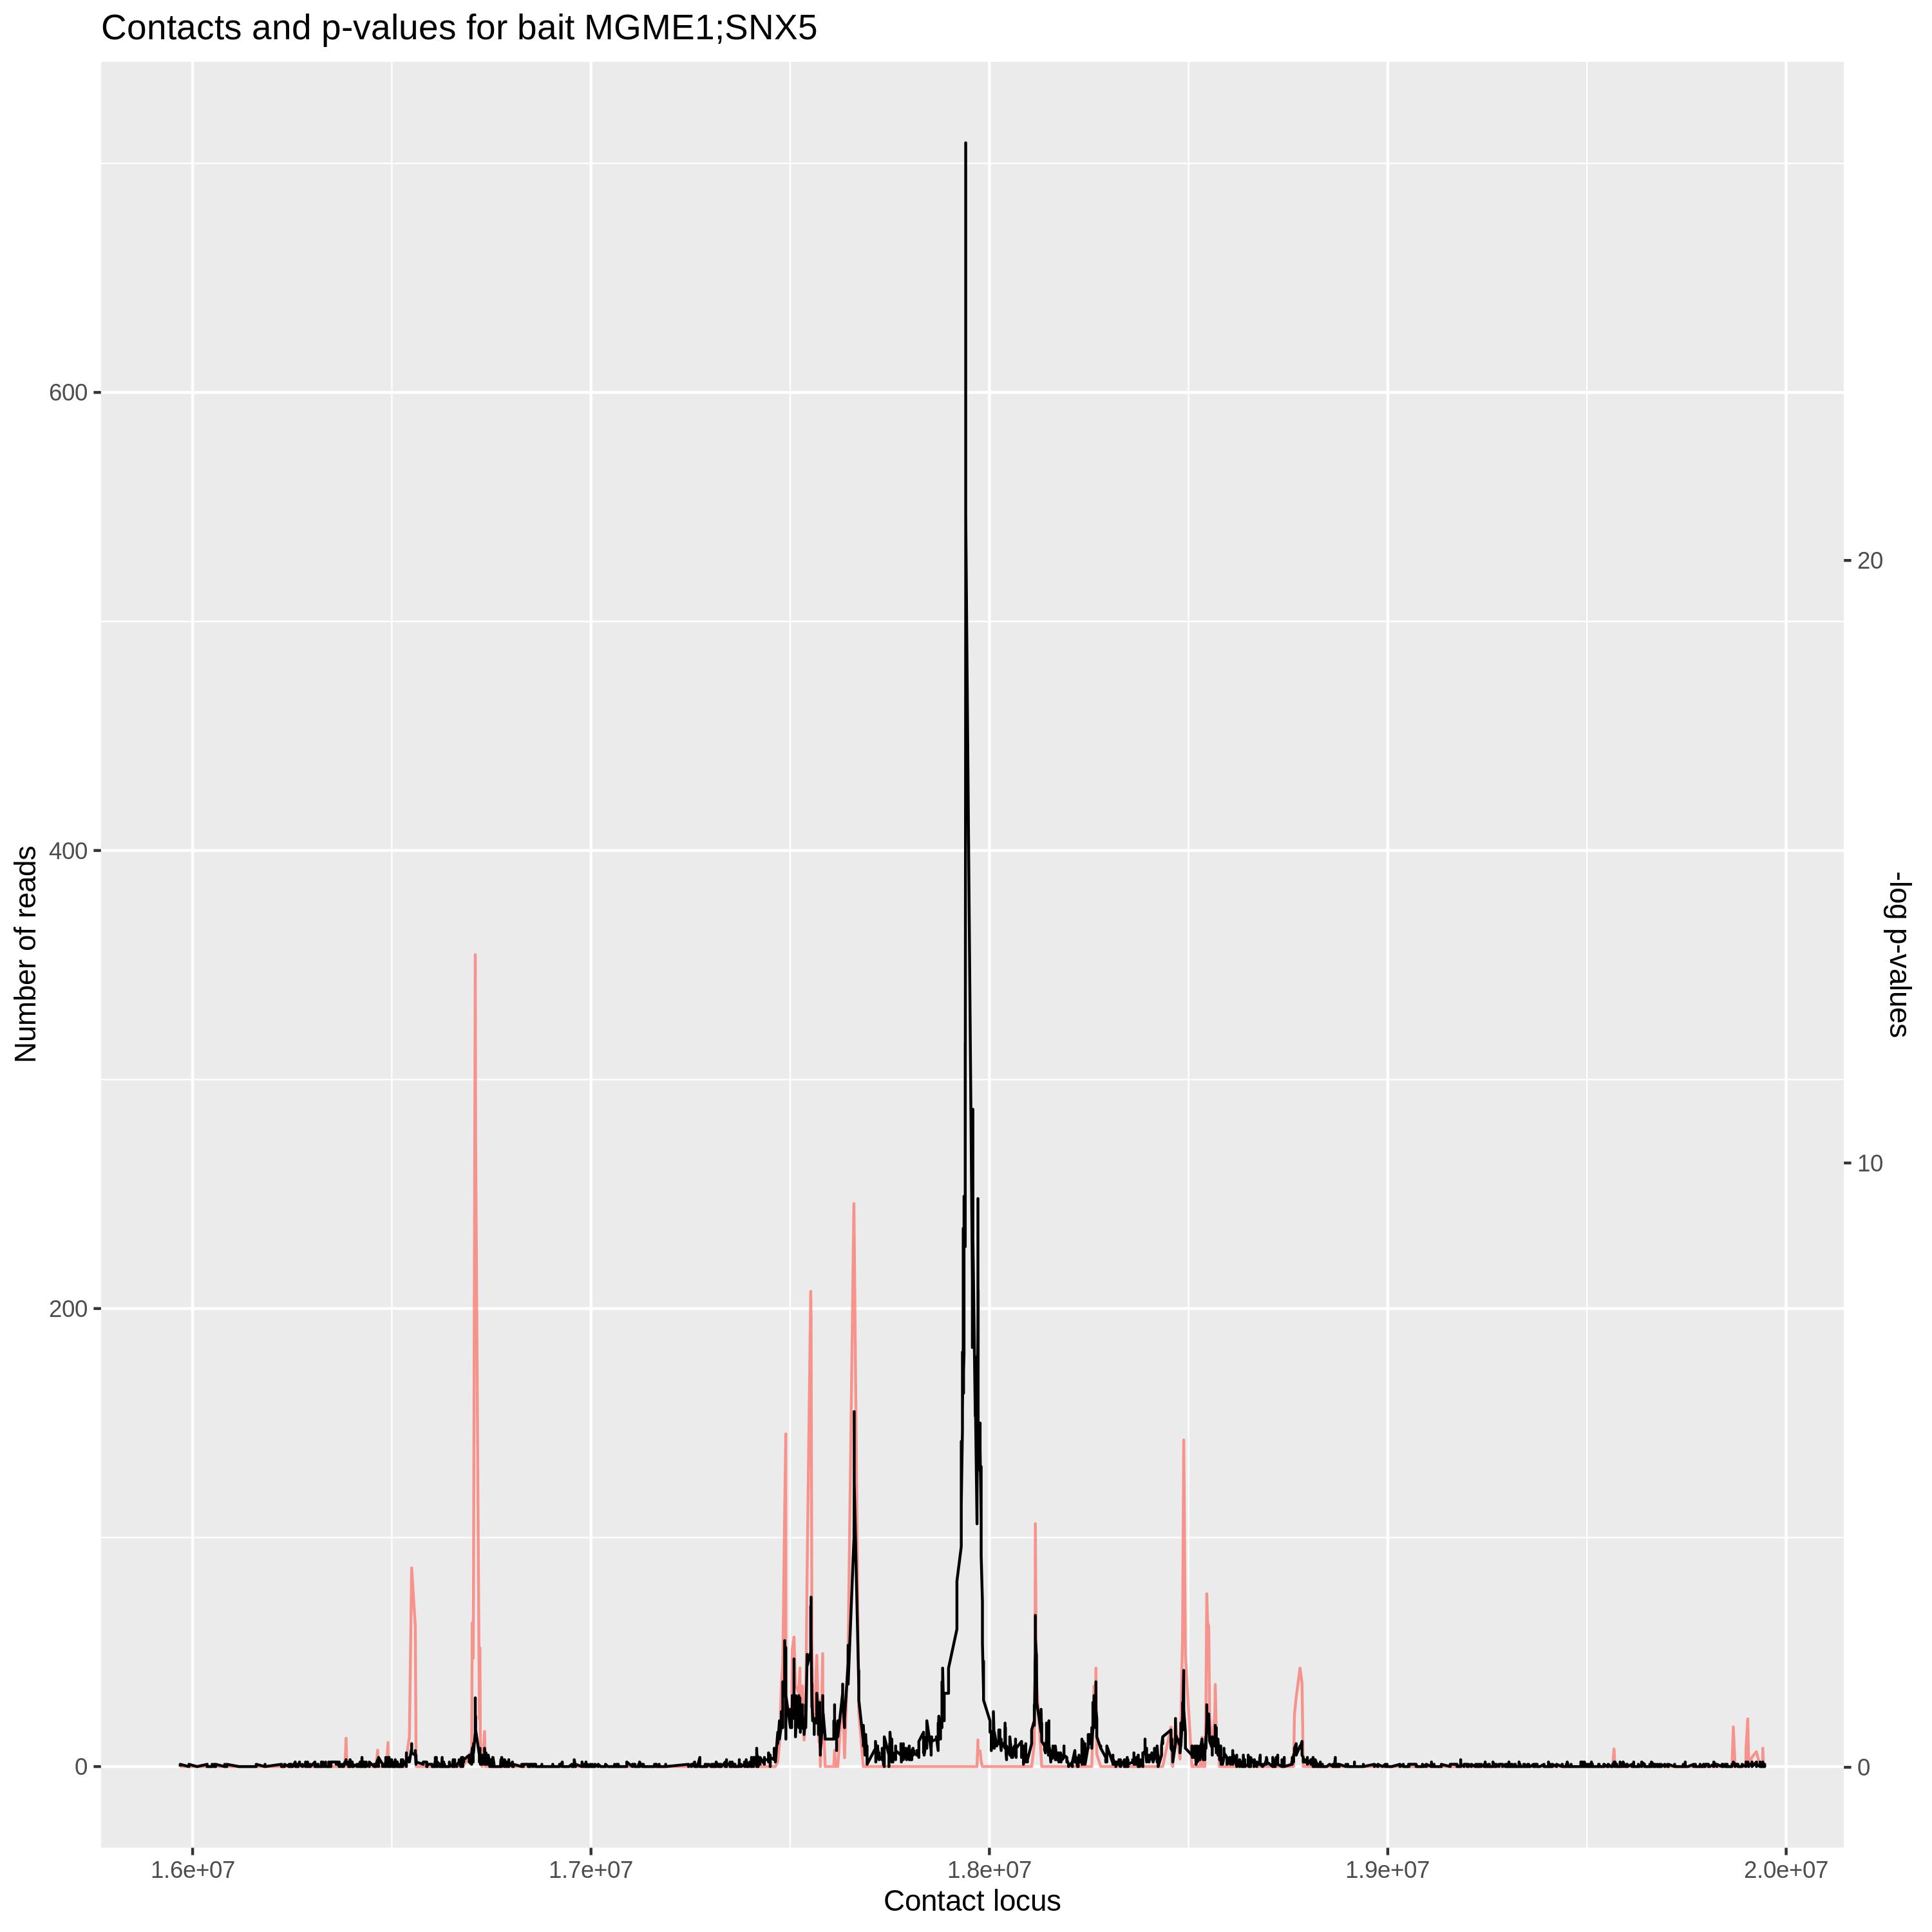 Contacts and p-values for bait MGME1;SNX5
Number of reads
600
400
200
0
20
10
0
-log p-values
1.6e+07
1.7e+07
1.8e+07
1.9e+07
2.0e+07
Contact locus